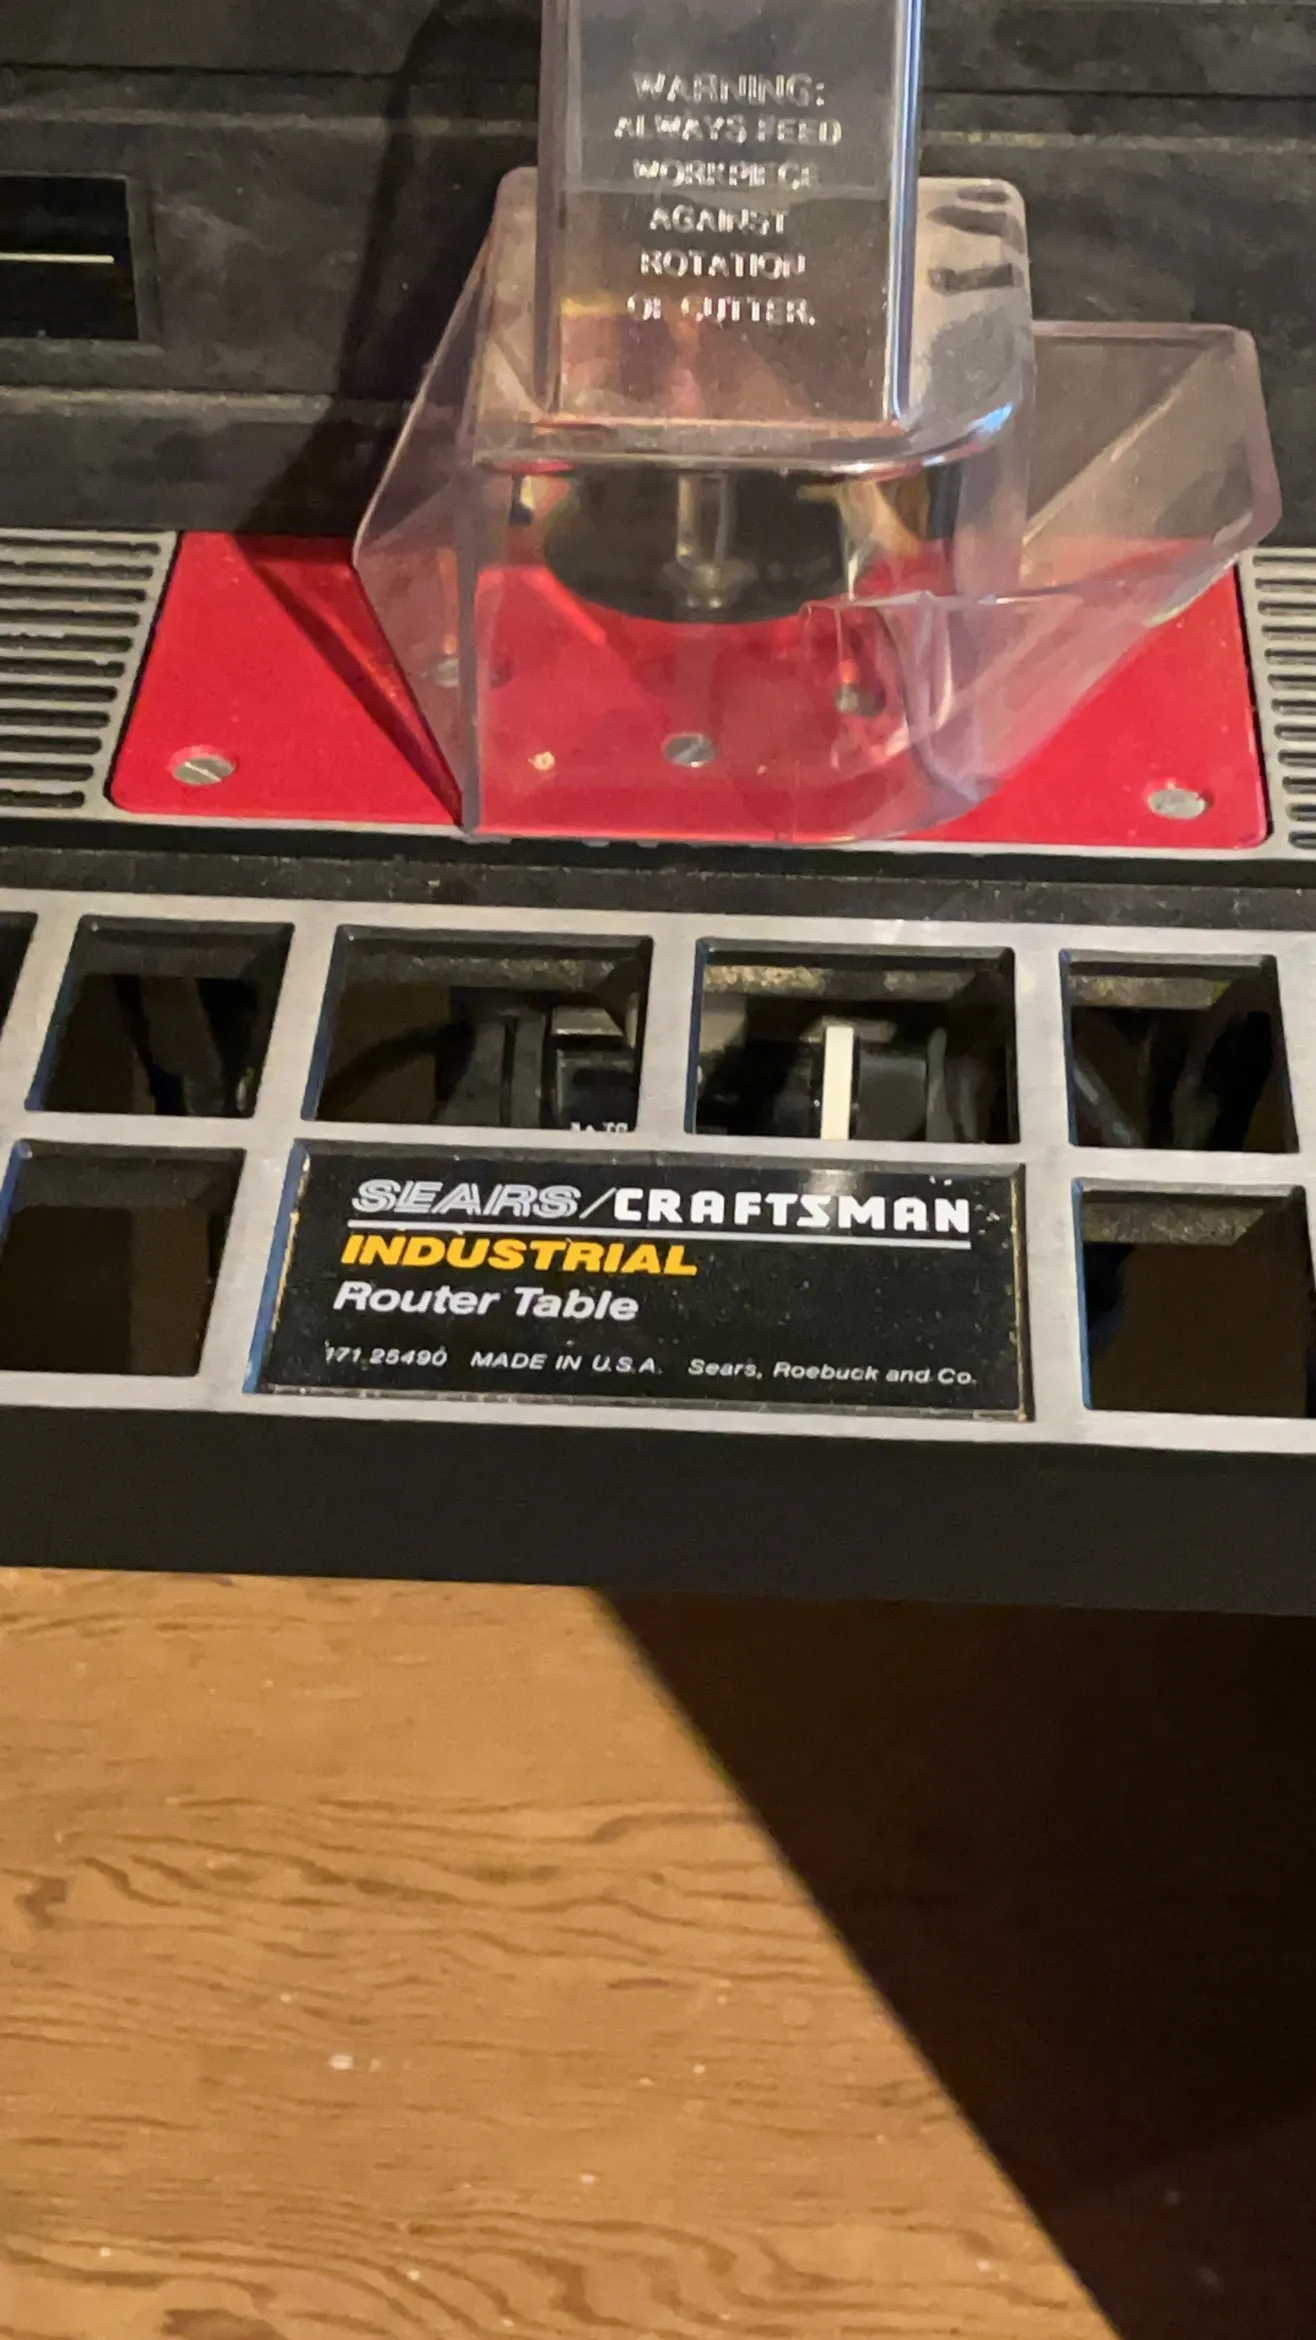 WARNING:
ALWAYS FEED
WORKPIECE
AGAINST
ROTATION
OF CUTTER.
SEARS/CRAFTSMAN
INDUSTRIAL
Router Table
171.25490 MADE IN U.S.A. Sears, Roebuck and Co.